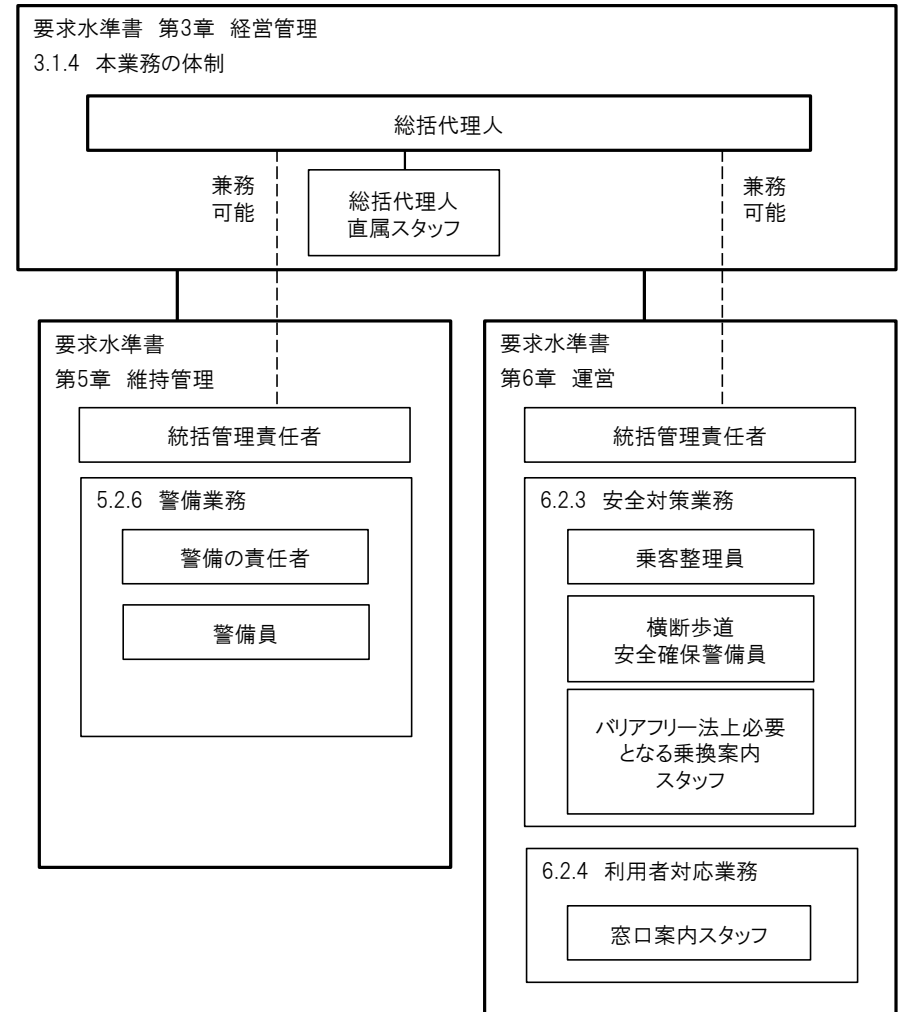 要求水準書 第3章 経営管理
3.1.4 本業務の体制
総括代理人
兼務
可能
総括代理人
直属スタッフ
兼務
可能
要求水準書
第5章 維持管理
統括管理責任者
5.2.6 警備業務
警備の責任者
警備員
要求水準書
第6章 運営
統括管理責任者
6.2.3 安全対策業務
乗客整理員
横断歩道
安全確保警備員
バリアフリー法上必要
となる乗換案内
スタッフ
6.2.4 利用者対応業務
窓口案内スタッフ